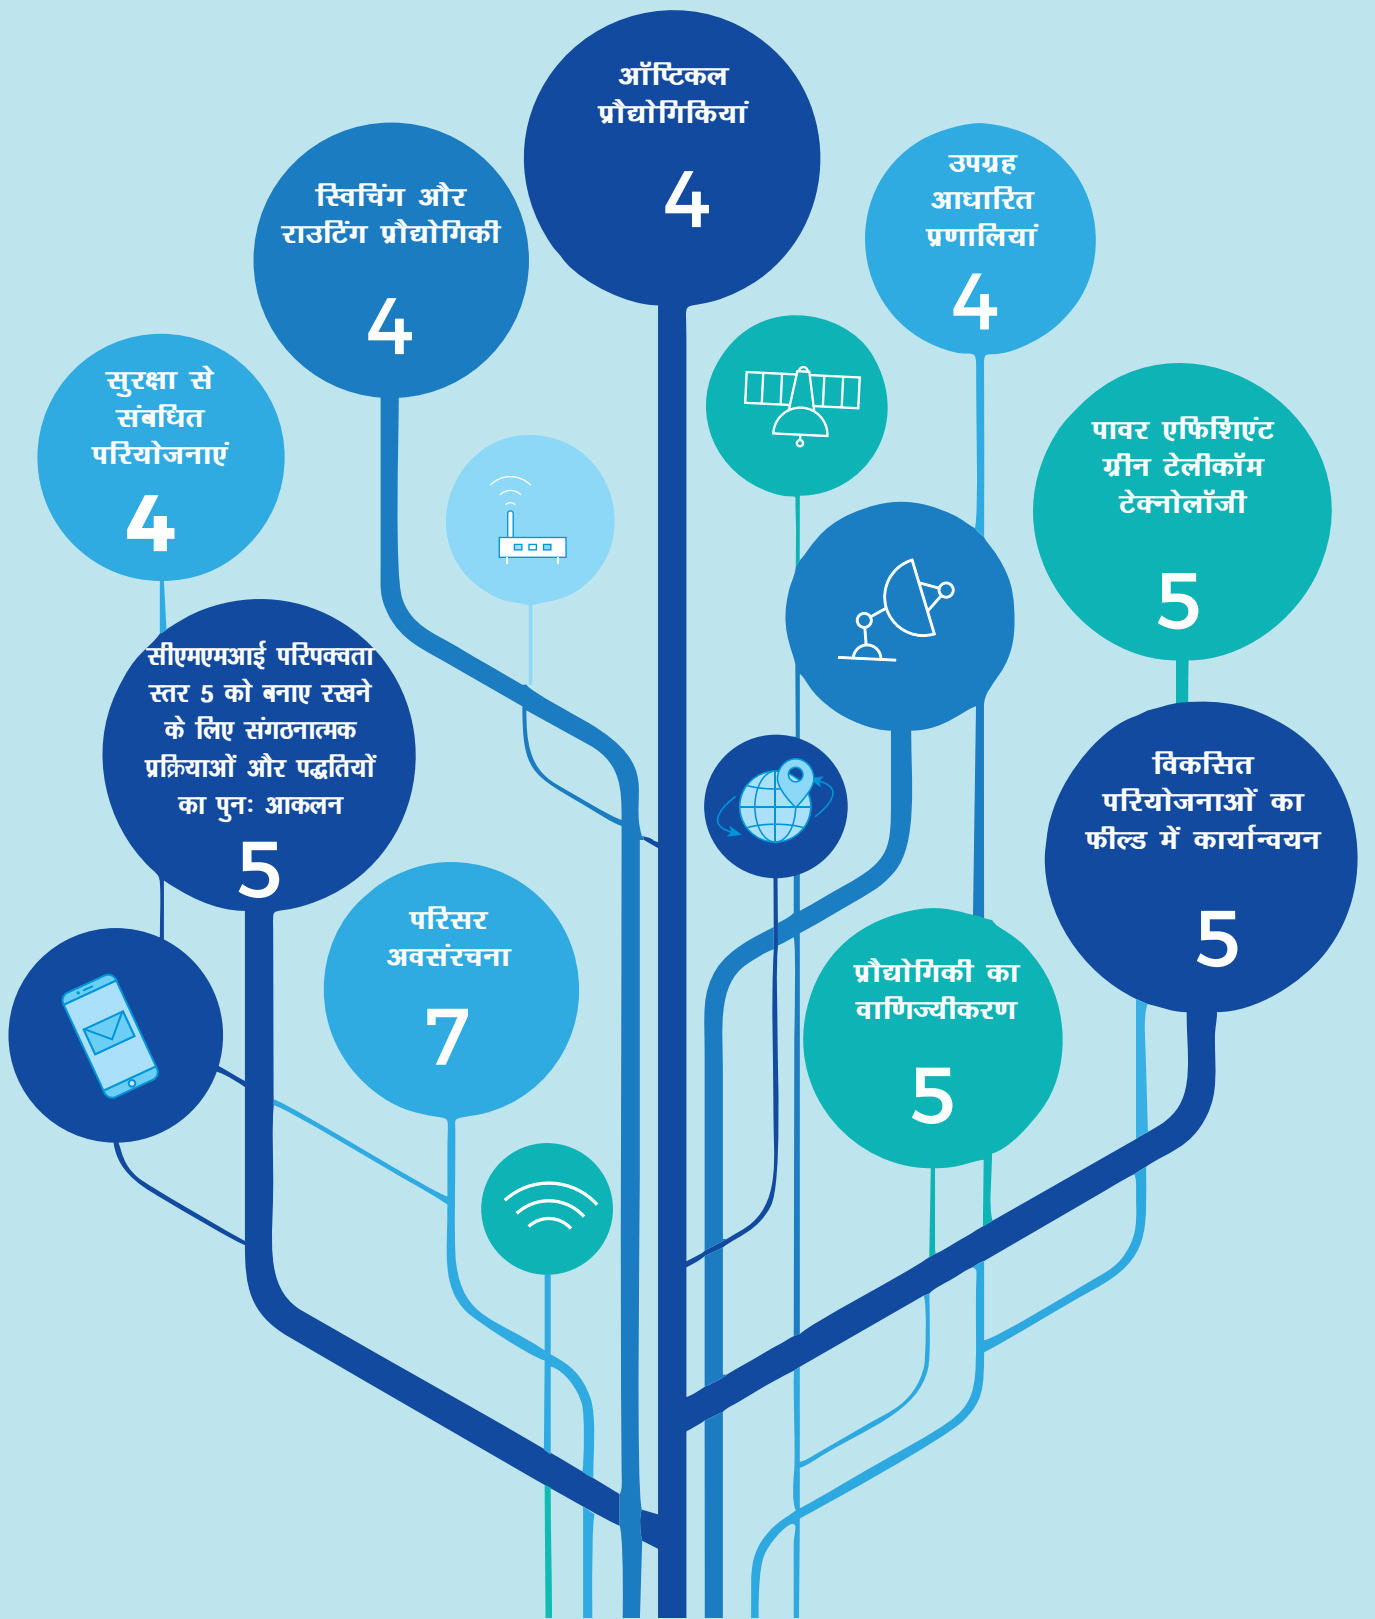 ऑप्टिकल
प्रौद्योगिकियां
4
स्विचिंग और
राउटिंग प्रौद्योगिकी
4
उपग्रह
आधारित
प्रणालियां
4
सुरक्षा से
संबधित
परियोजनाएं
4
पावर एफिशिएंट
ग्रीन टेलीकॉम
टेक्नोलॉजी
5
सीएमएमआई परिपक्वता
स्तर 5 को बनाए रखने
के लिए संगठनात्मक
प्रक्रियाओं और पद्धतियों
का पुनः आकलन
5
विकसित
परियोजनाओं का
फील्ड में कार्यान्वयन
5
परिसर
अवसंरचना
7
प्रौद्योगिकी का
वाणिज्यीकरण
5